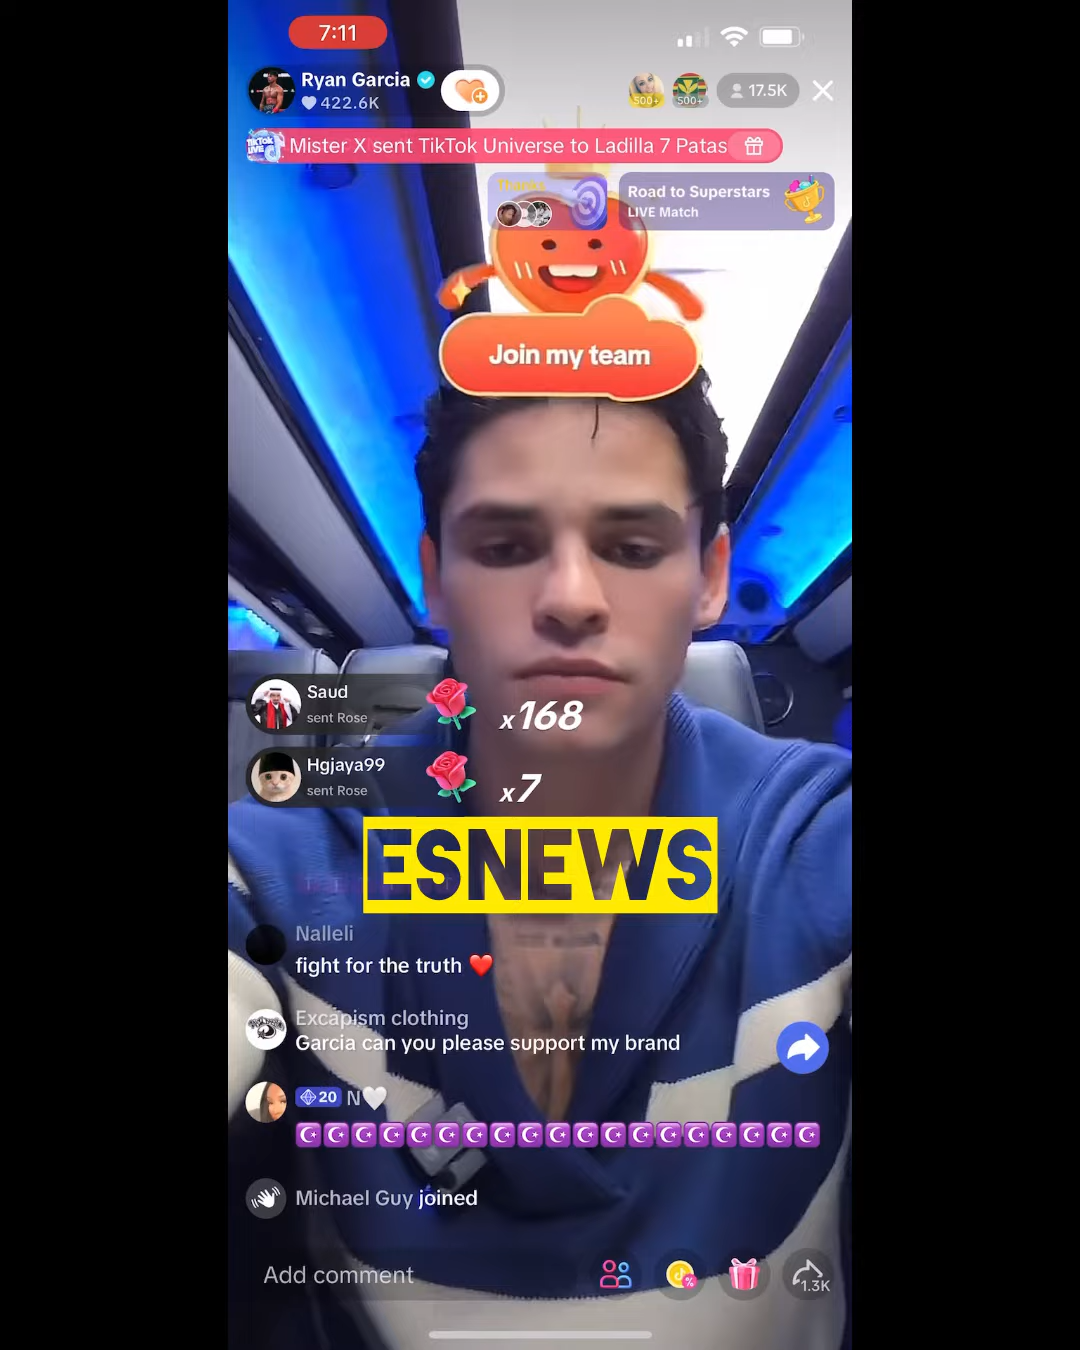 7:11
Ryan Garcia
422.6K
500+
500+
17.5K
TikTok
LIVE
Mister X sent TikTok Universe to Ladilla 7 Patas
Thanks
Road to Superstars
LIVE Match
Join my team
Saud
sent Rose
x168
Hgjaya99
sent Rose
x7
ESNEWS
Nalleli
fight for the truth ❤️
Excapism clothing
Garcia can you please support my brand
20 N🤍
☪☪☪☪☪☪☪☪☪☪☪☪☪☪☪☪☪☪☪
Michael Guy joined
Add comment
1.3K